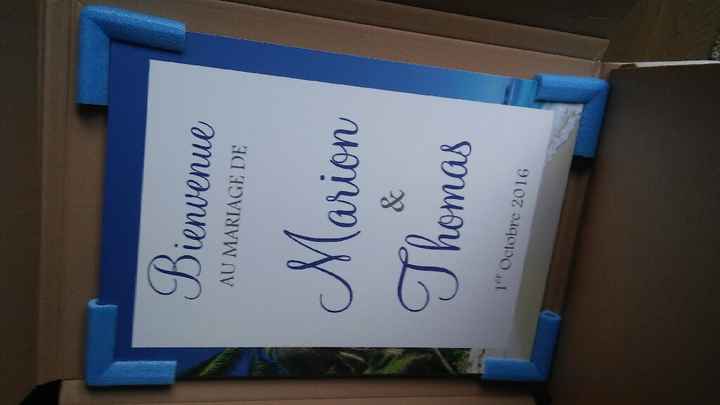 Bienvenue
AU MARIAGE DE
Marion
&
Thomas
1er Octobre 2016